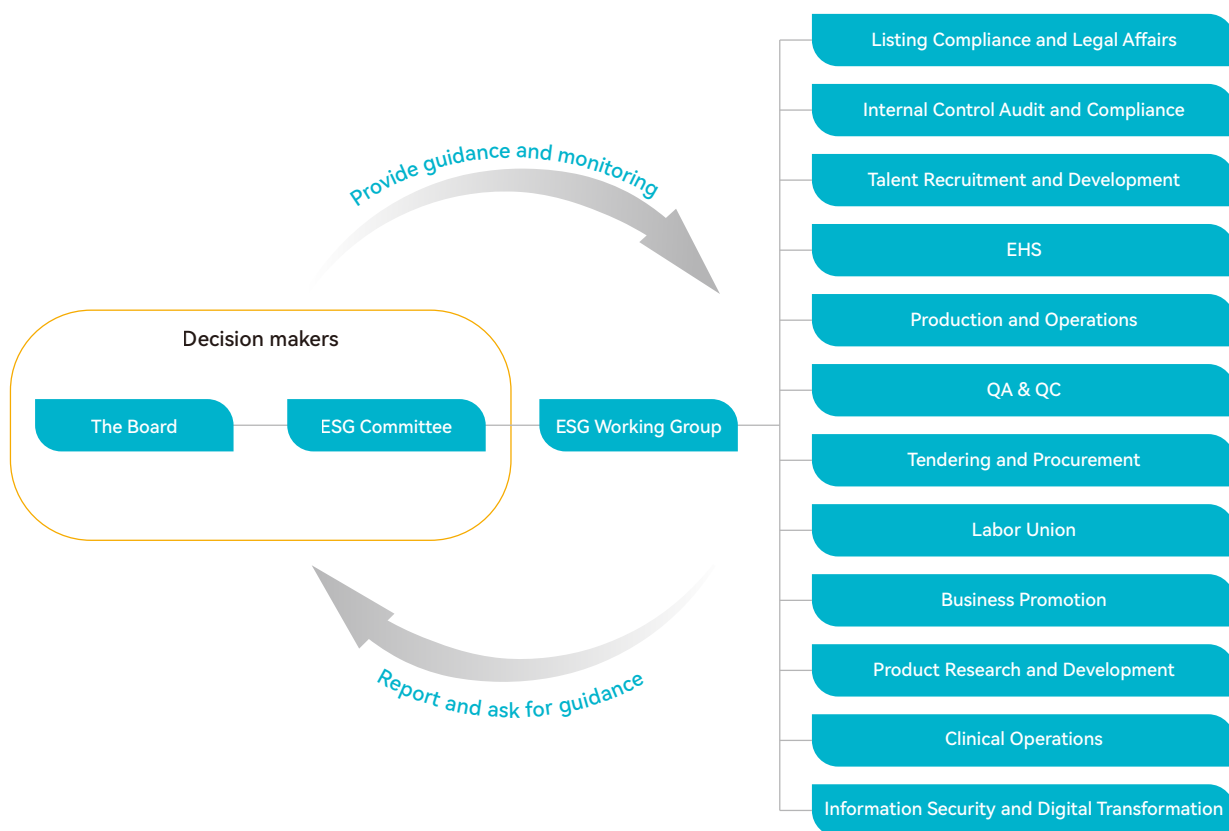 Provide guidance and monitoring
Decision makers
The Board
ESG Committee
ESG Working Group
Report and ask for guidance
Listing Compliance and Legal Affairs
Internal Control Audit and Compliance
Talent Recruitment and Development
EHS
Production and Operations
QA & QC
Tendering and Procurement
Labor Union
Business Promotion
Product Research and Development
Clinical Operations
Information Security and Digital Transformation